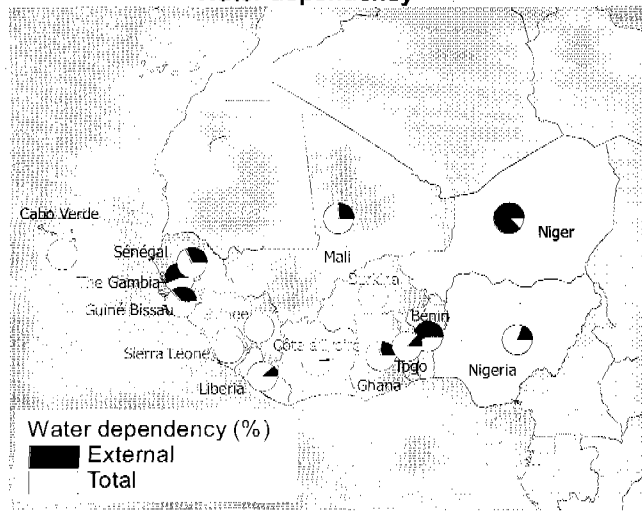 Cabo Verde
Sénégal
Mali
Niger
The Gambia
Guiné Bissau
Bénin
Sierra Leone
Togo
Nigeria
Ghana
Liberia
Water dependency (%)
External
Total